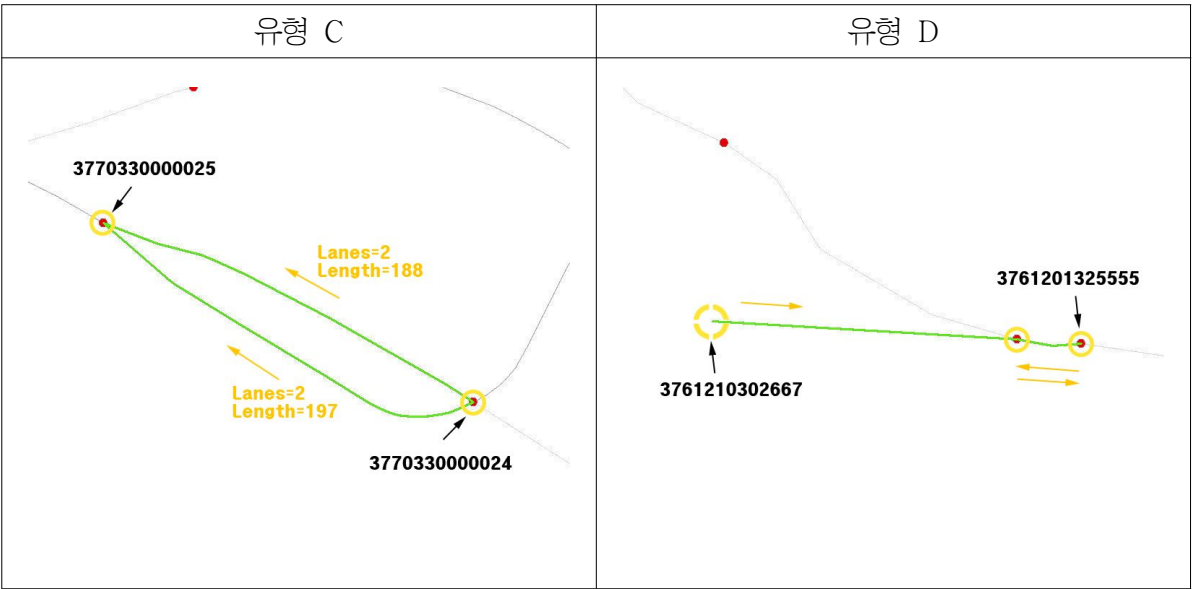 유형 C
유형 D
3770330000025
Lanes=2
Length=188
Lanes=2
Length=197
3770330000024
3761201325555
3761210302667